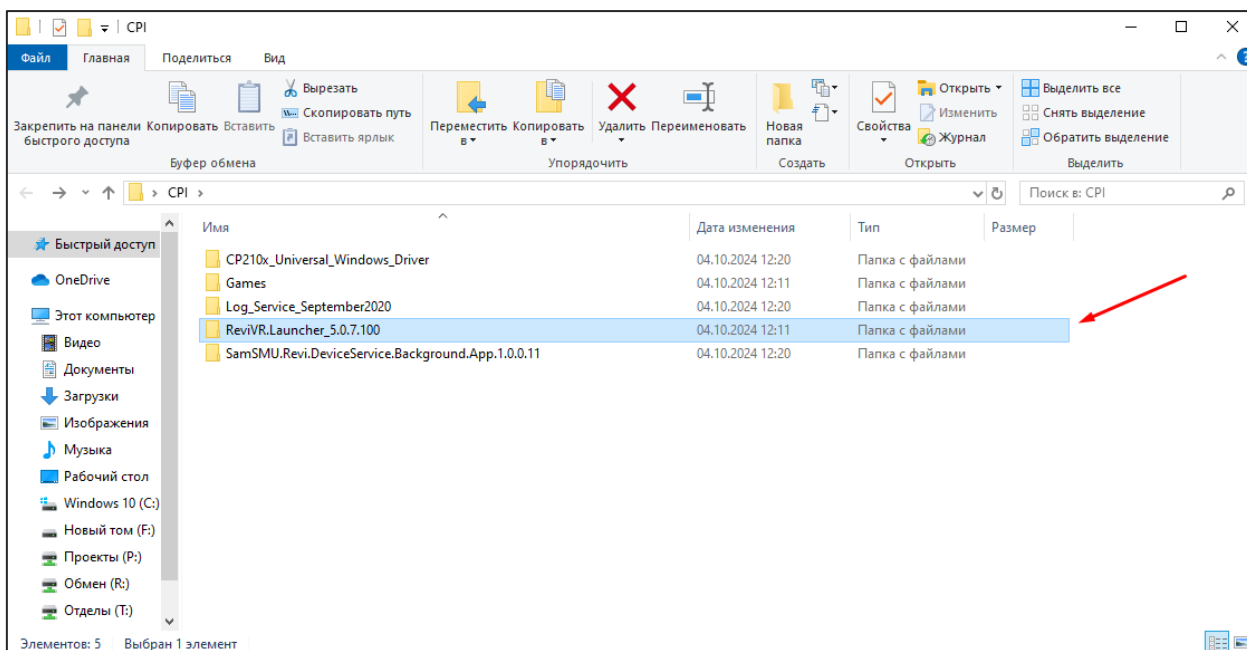 CPI
Файл Главная Поделиться Вид
Закрепить на панели быстрого доступа
Копировать
Вставить
Вырезать
Скопировать путь
Вставить ярлык
Буфер обмена
Переместить в
Копировать в
Удалить
Переименовать
Упорядочить
Новая папка
Создать
Свойства
Открыть
Изменить
Журнал
Открыть
Выделить все
Снять выделение
Обратить выделение
Выделить
CPI
Поиск в: CPI
Быстрый доступ
OneDrive
Этот компьютер
Видео
Документы
Загрузки
Изображения
Музыка
Рабочий стол
Windows 10 (C:)
Новый том (F:)
Проекты (P:)
Обмен (R:)
Отделы (T:)
Имя Дата изменения Тип Размер
CP210x_Universal_Windows_Driver 04.10.2024 12:20 Папка с файлами
Games 04.10.2024 12:11 Папка с файлами
Log_Service_September2020 04.10.2024 12:20 Папка с файлами
ReviVR.Launcher_5.0.7.100 04.10.2024 12:11 Папка с файлами
SamSMU.Revi.DeviceService.Background.App.1.0.0.11 04.10.2024 12:20 Папка с файлами
Элементов: 5 Выбран 1 элемент